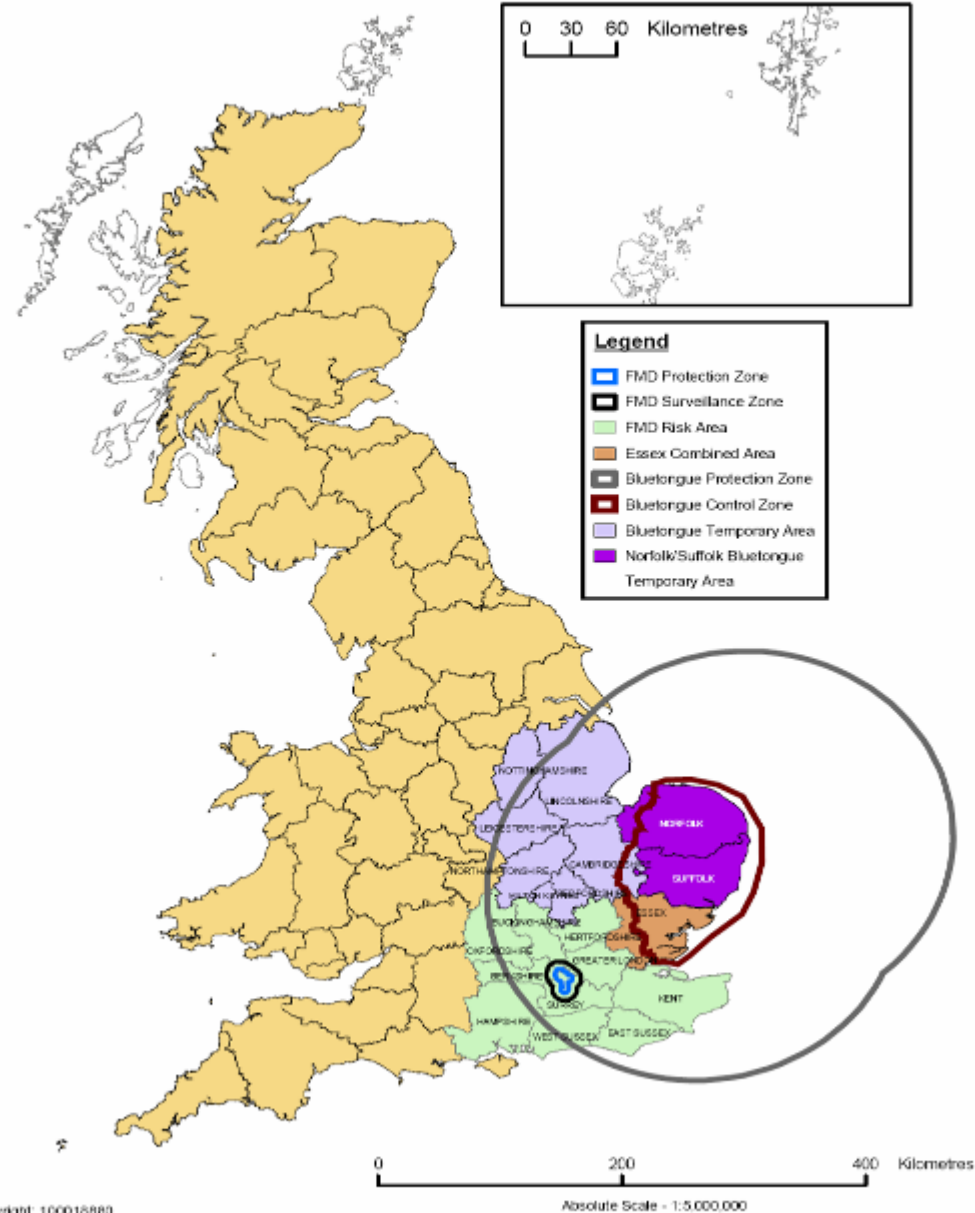 0 30 60 Kilometres
Legend
FMD Protection Zone
FMD Surveillance Zone
FMD Risk Area
Essex Combined Area
Bluetongue Protection Zone
Bluetongue Control Zone
Bluetongue Temporary Area
Norfolk/Suffolk Bluetongue
Temporary Area
NOTTINGHAMSHIRE
LINCOLNSHIRE
NORFOLK
LEICESTERSHIRE
CAMBRIDGESHIRE
NORTHAMPTONSHIRE
SUFFOLK
BEDFORDSHIRE
ESSEX
BUCKINGHAMSHIRE
HERTFORDSHIRE
OXFORDSHIRE
GREATER LONDON
BERKSHIRE
KENT
SURREY
HAMPSHIRE
EAST SUSSEX
WEST SUSSEX
0 200 400 Kilometres
Absolute Scale - 1:5,000,000